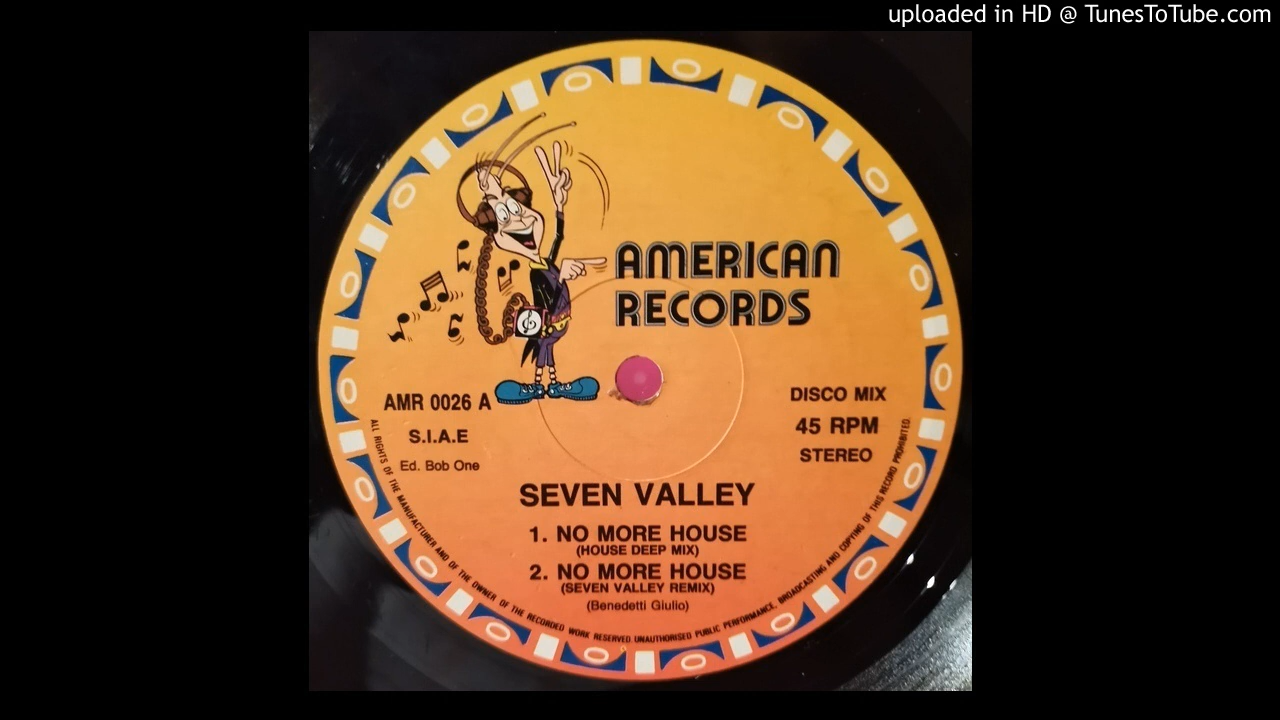 uploaded in HD @ TunesToTube.com
AMERICAN
RECORDS
AMR 0026 A
S.I.A.E
Ed. Bob One
DISCO MIX
45 RPM
STEREO
SEVEN VALLEY
1. NO MORE HOUSE
(HOUSE DEEP MIX)
2. NO MORE HOUSE
(SEVEN VALLEY REMIX)
(Benedetti Giulio)
ALL RIGHTS OF THE MANUFACTURER AND OF THE OWNER OF THE RECORDED WORK RESERVED. UNAUTHORISED PUBLIC PERFORMANCE, BROADCASTING AND COPYING OF THIS RECORD PROHIBITED.